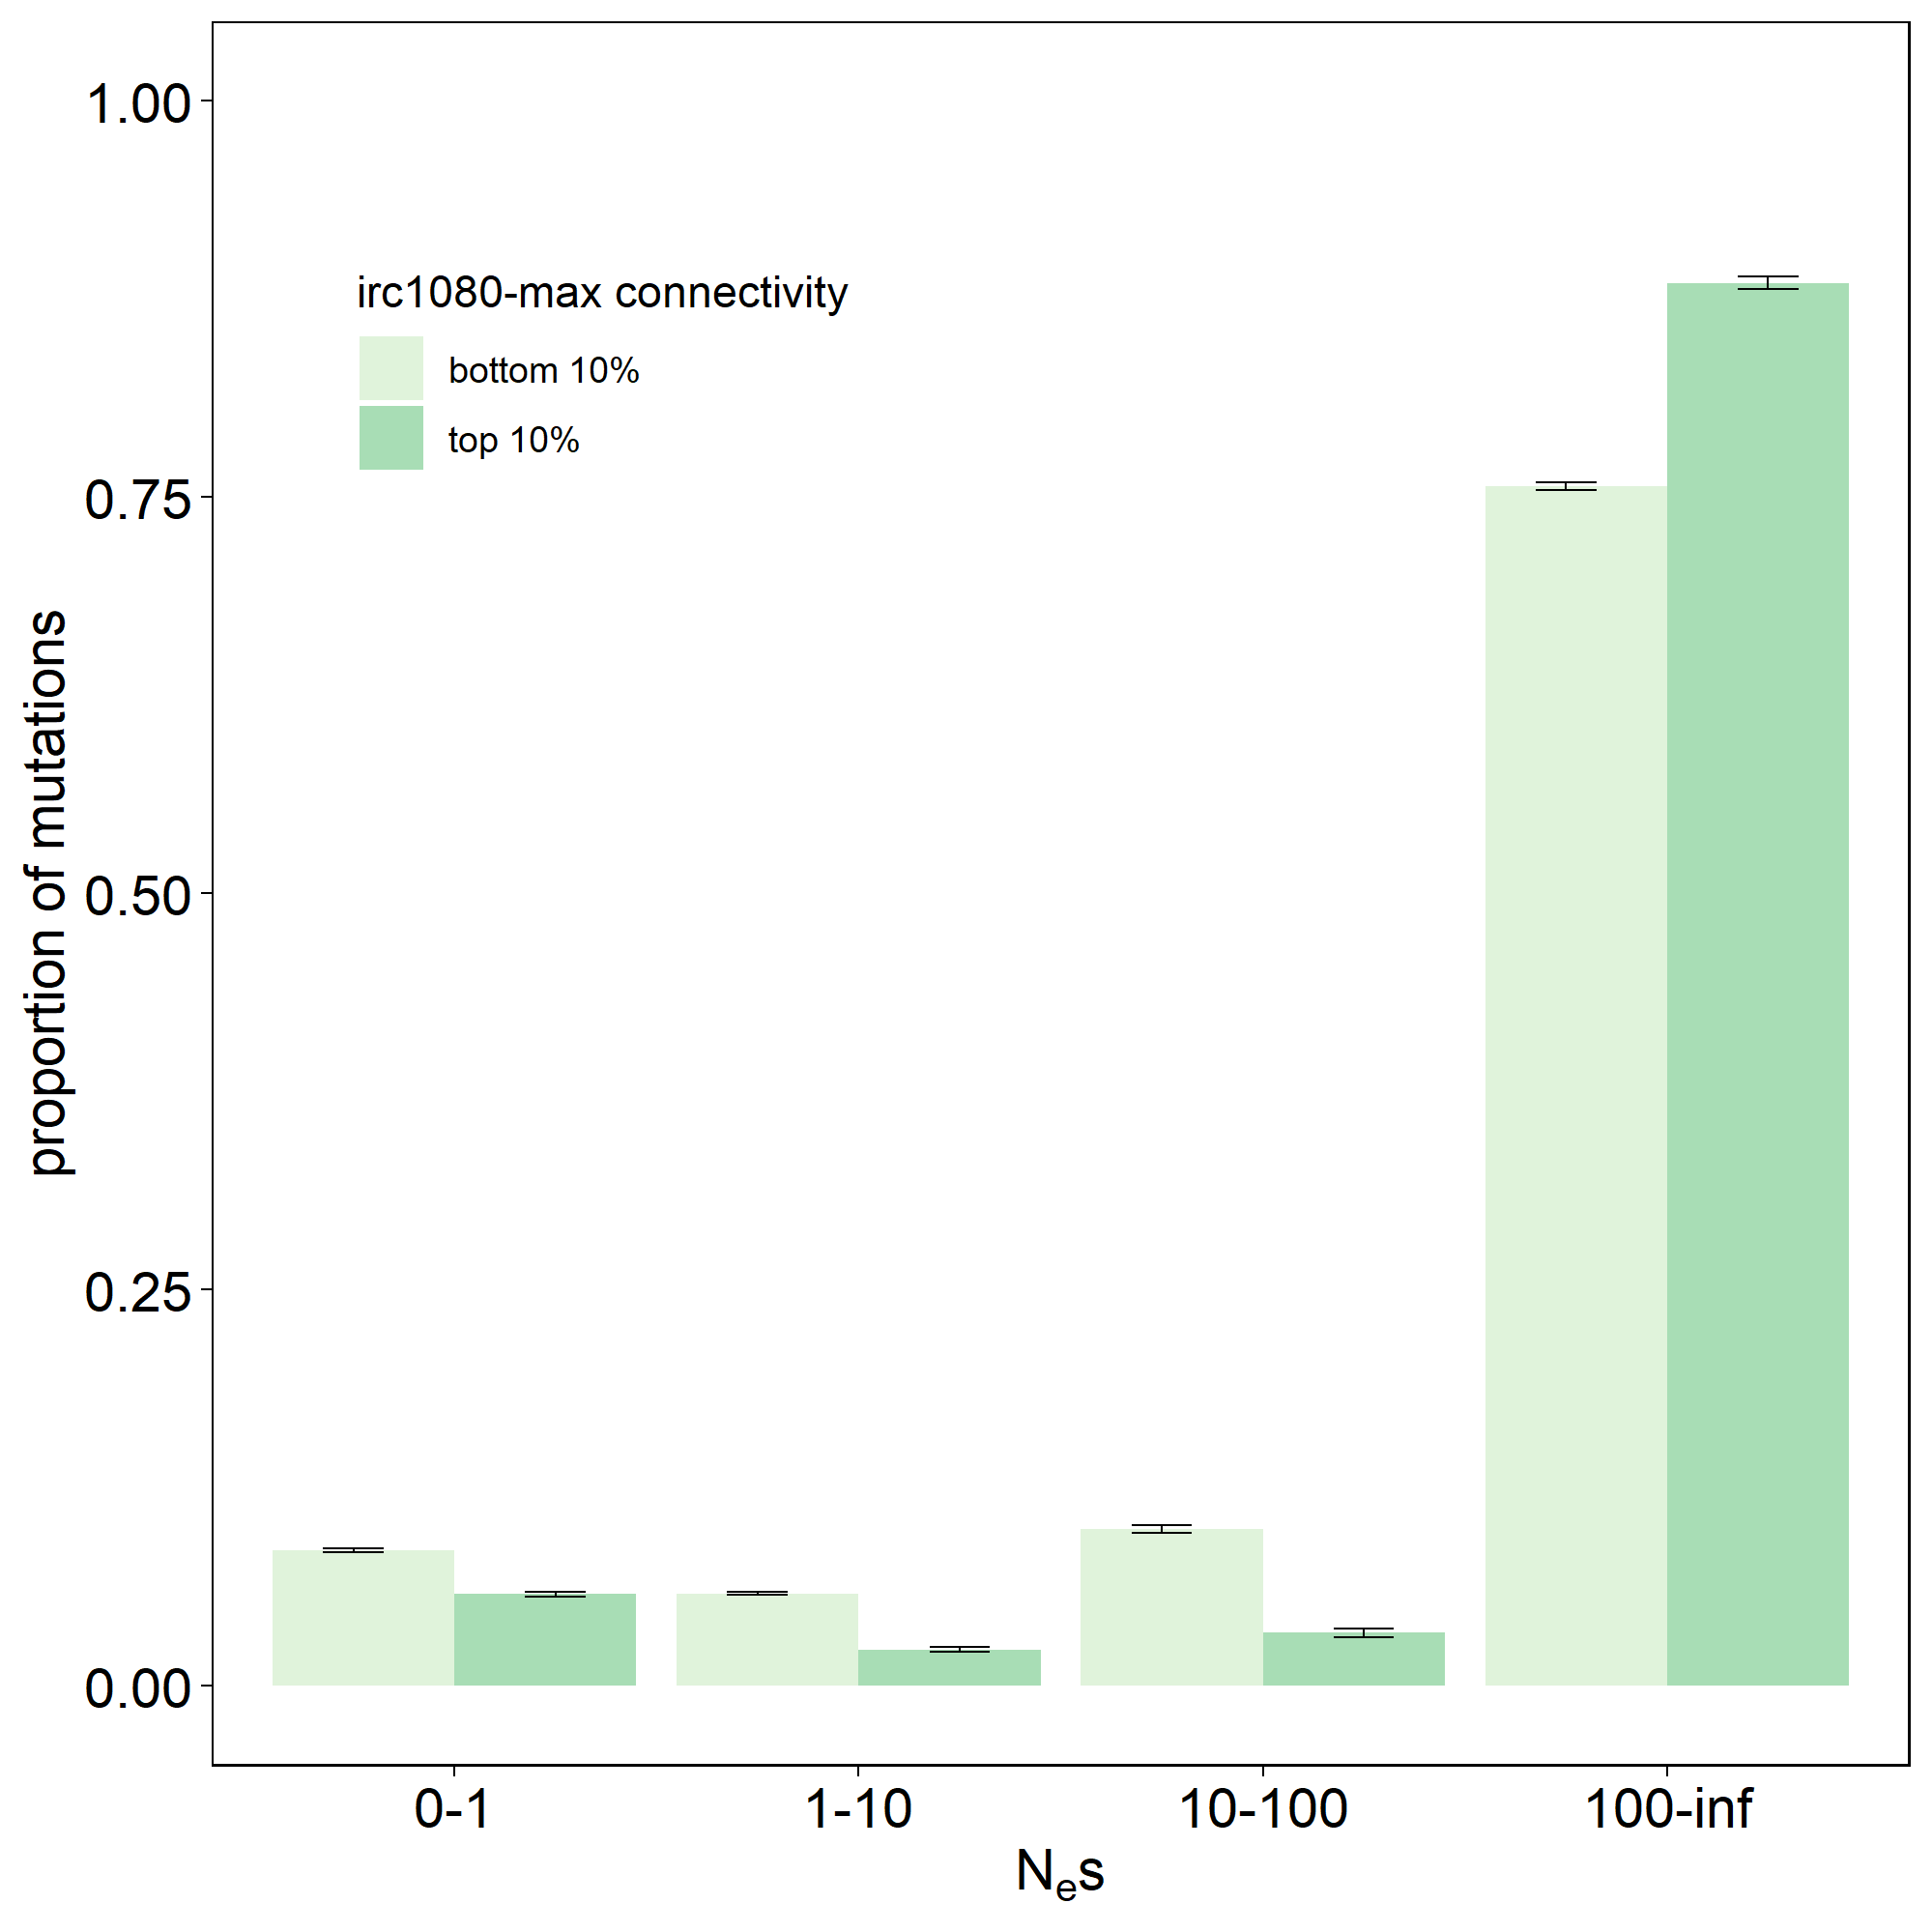 1.00
0.75
0.50
0.25
0.00
proportion of mutations
irc1080-max connectivity
bottom 10%
top 10%
0-1
1-10
10-100
100-inf
Nₑs